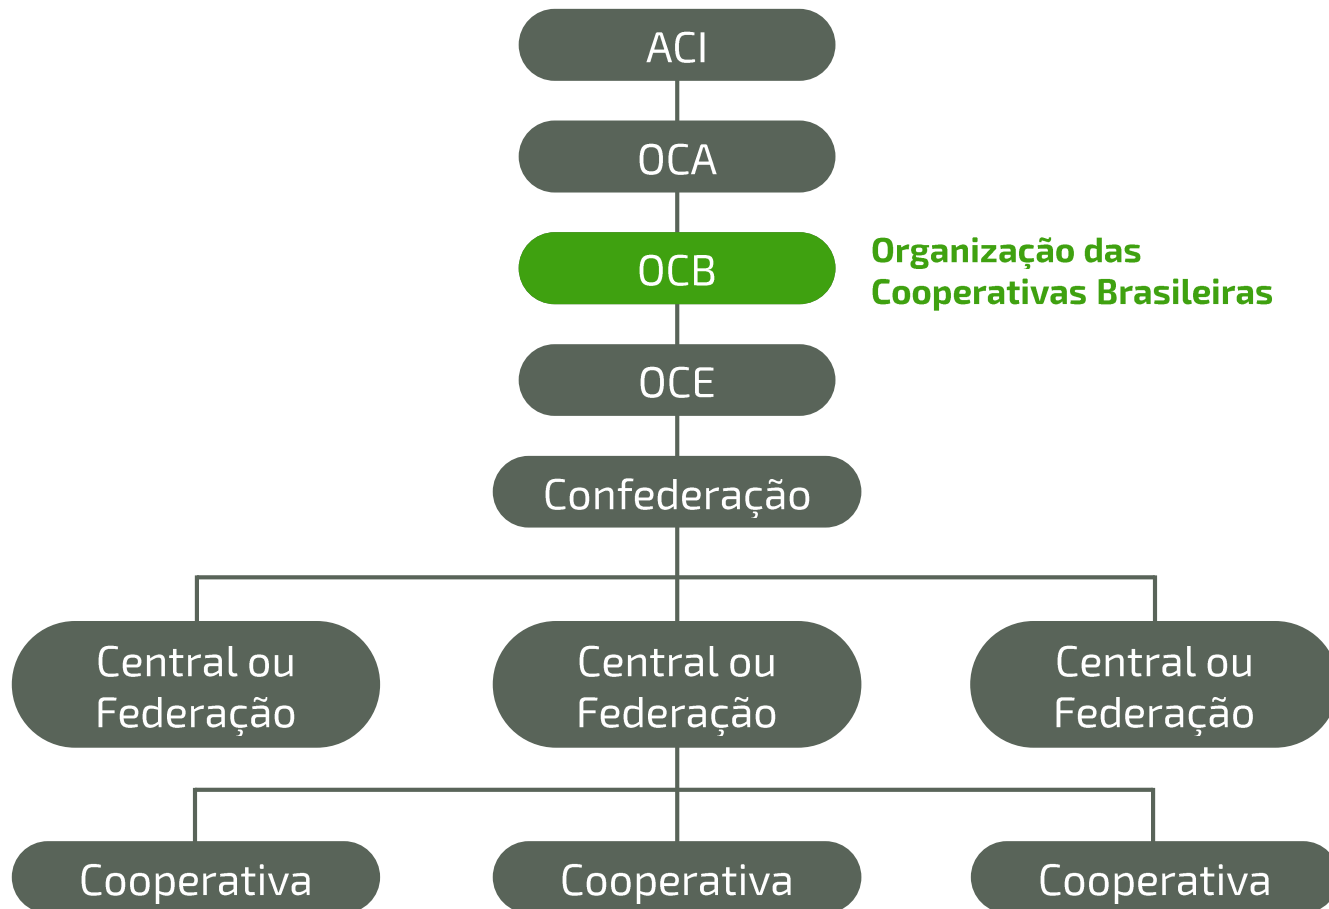 ACI
OCA
OCB
Organização das
Cooperativas Brasileiras
OCE
Confederação
Central ou
Federação
Central ou
Federação
Central ou
Federação
Cooperativa
Cooperativa
Cooperativa